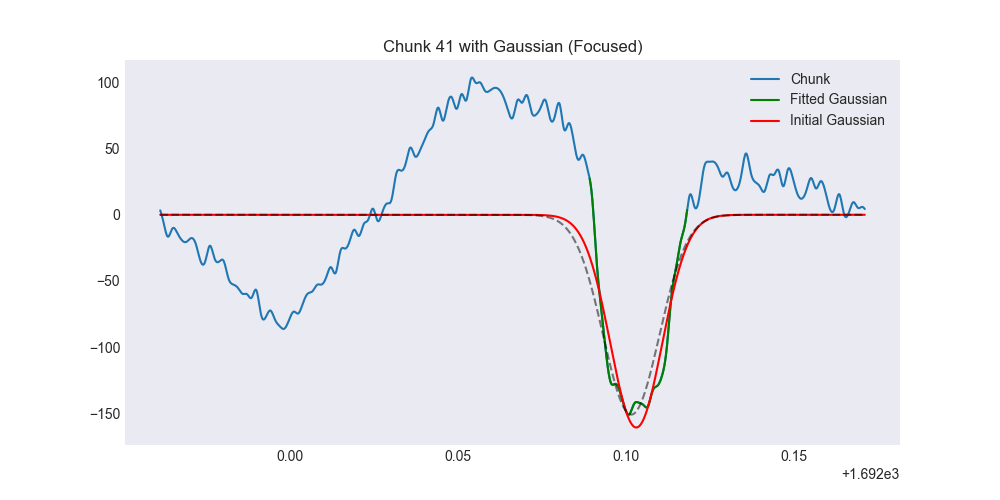 Chunk 41 with Gaussian (Focused)
Chunk
Fitted Gaussian
Initial Gaussian
100
50
0
−50
−100
−150
0.00 0.05 0.10 0.15
+1.692e3